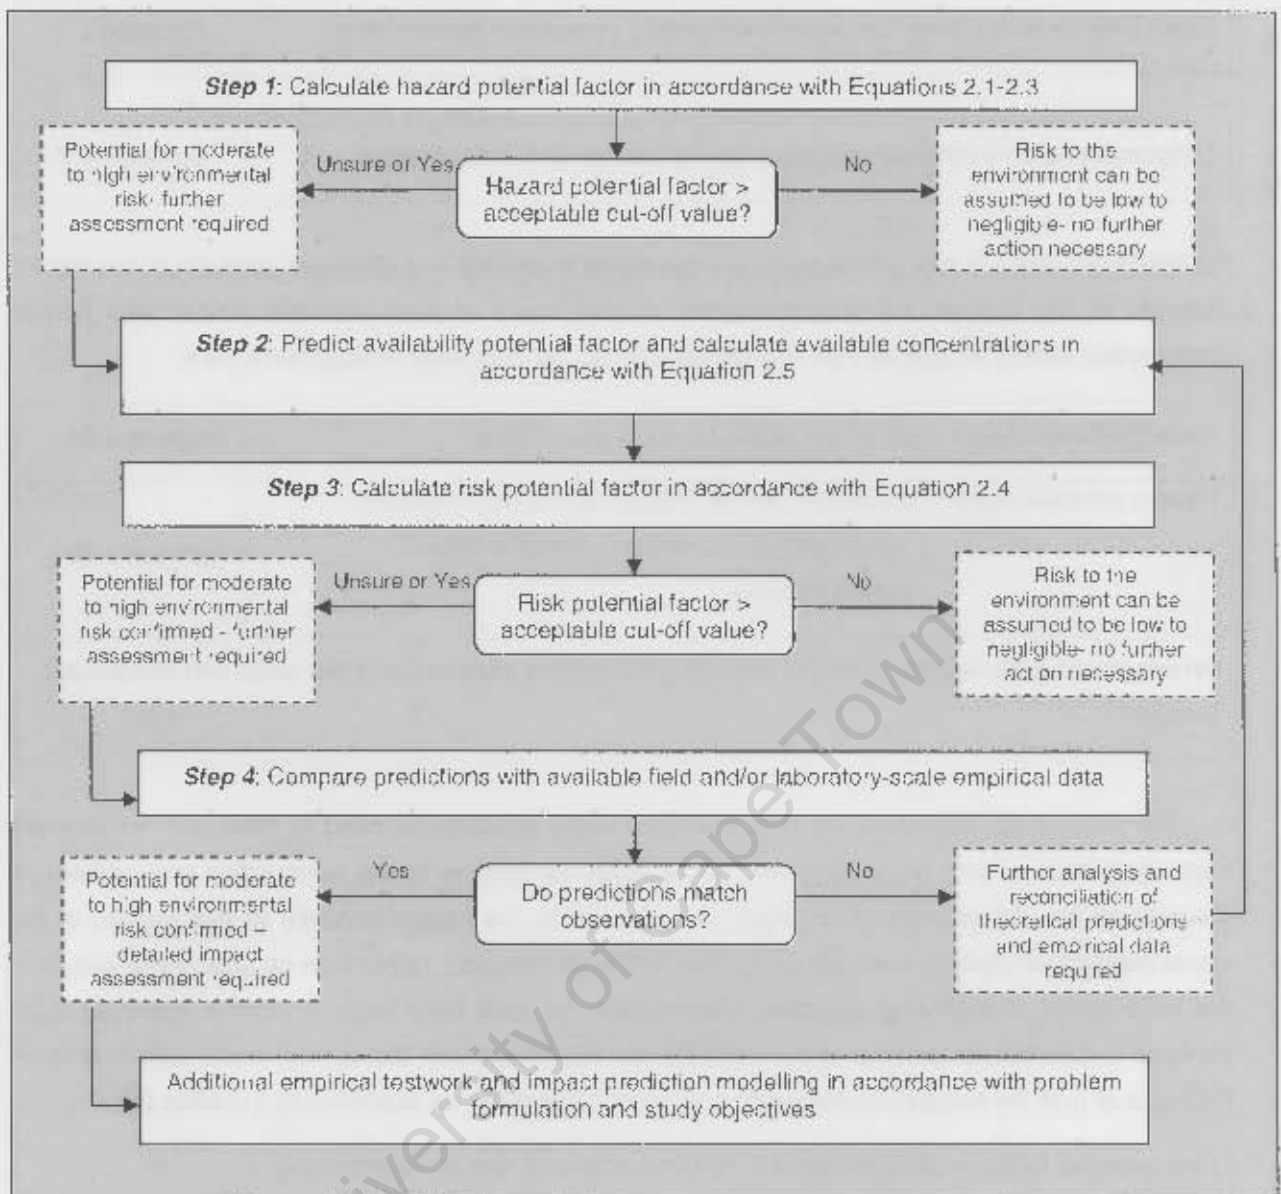 Step 1: Calculate hazard potential factor in accordance with Equations 2.1-2.3
Potential for moderate
to high environmental
risk- further
assessment required
Unsure or Yes
Hazard potential factor >
acceptable cut-off value?
No
Risk to the
environment can be
assumed to be low to
negligible- no further
action necessary
Step 2: Predict availability potential factor and calculate available concentrations in
accordance with Equation 2.5
Step 3: Calculate risk potential factor in accordance with Equation 2.4
Potential for moderate
to high environmental
risk confirmed - further
assessment required
Unsure or Yes
Risk potential factor >
acceptable cut-off value?
No
Risk to the
environment can be
assumed to be low to
negligible- no further
action necessary
Step 4: Compare predictions with available field and/or laboratory-scale empirical data
Potential for moderate
to high environmental
risk confirmed –
detailed impact
assessment required
Yes
Do predictions match
observations?
No
Further analysis and
reconciliation of
theoretical predictions
and empirical data
required
Additional empirical testwork and impact prediction modelling in accordance with problem
formulation and study objectives
University of Cape Town